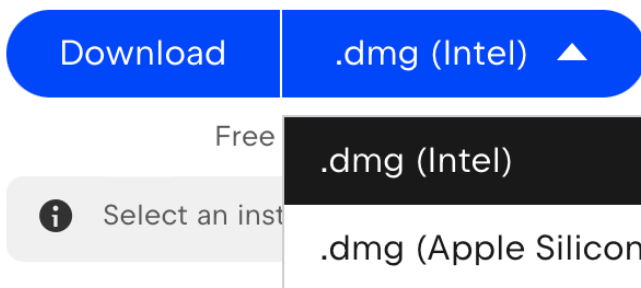 Download
.dmg (Intel)
Free
.dmg (Intel)
Select an inst
.dmg (Apple Silicon